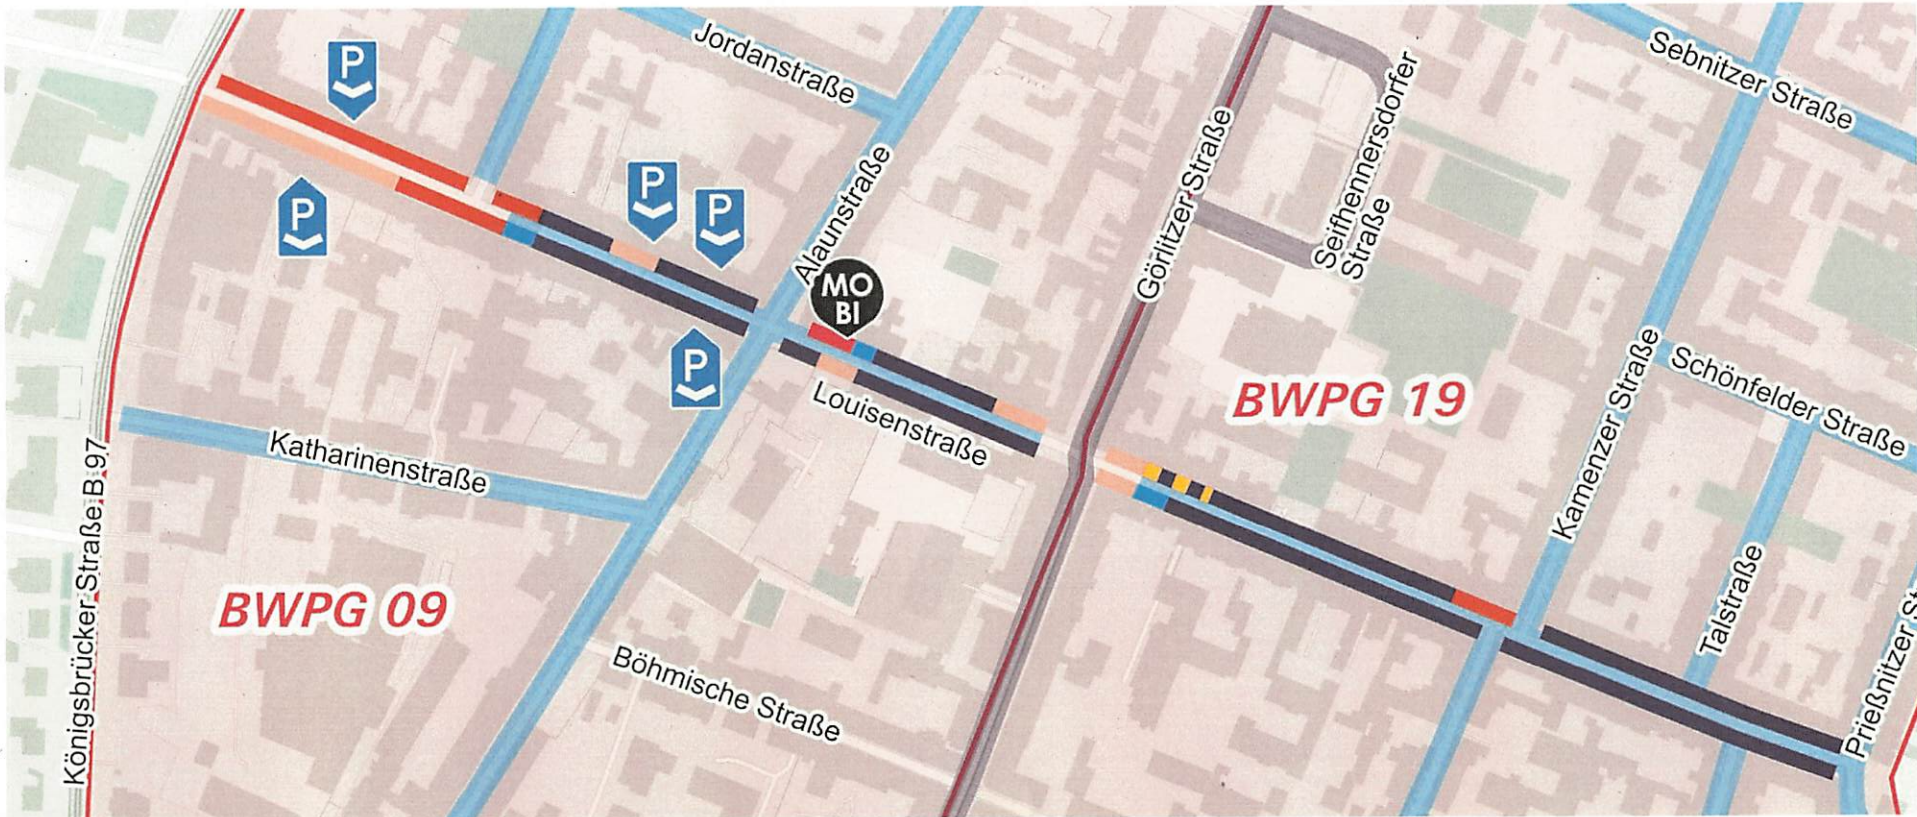 Jordanstraße
Sebnitzer Straße
P
P
P
P
P
Alaunstraße
MO
BI
Görlitzer Straße
Seifhennersdorfer
Straße
Louisenstraße
BWPG 19
Kamenzer Straße
Schönfelder Straße
Katharinenstraße
Königsbrücker Straße B 97
BWPG 09
Böhmische Straße
Talstraße
Prießnitzer St